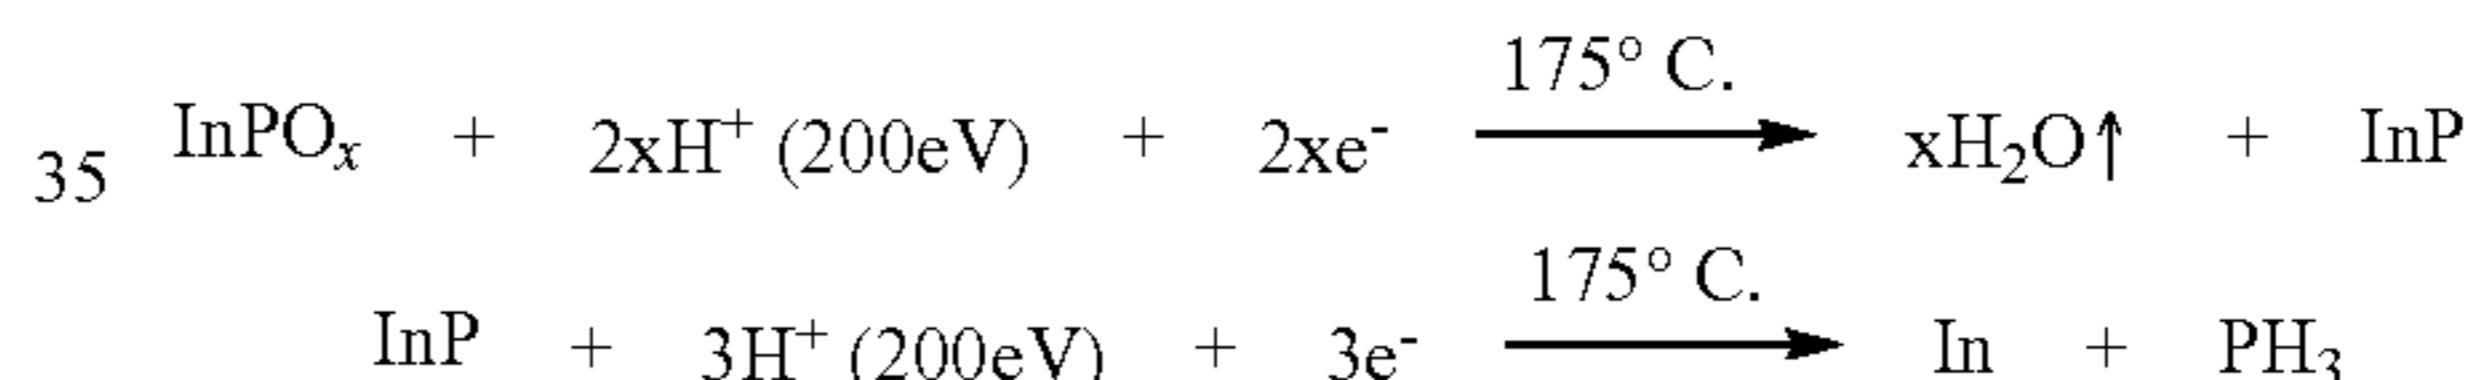 175° C.
35 InPOₓ + 2xH⁺ (200eV) + 2xe⁻ → xH₂O↑ + InP
175° C.
InP + 3H⁺ (200eV) + 3e⁻ → In + PH₃